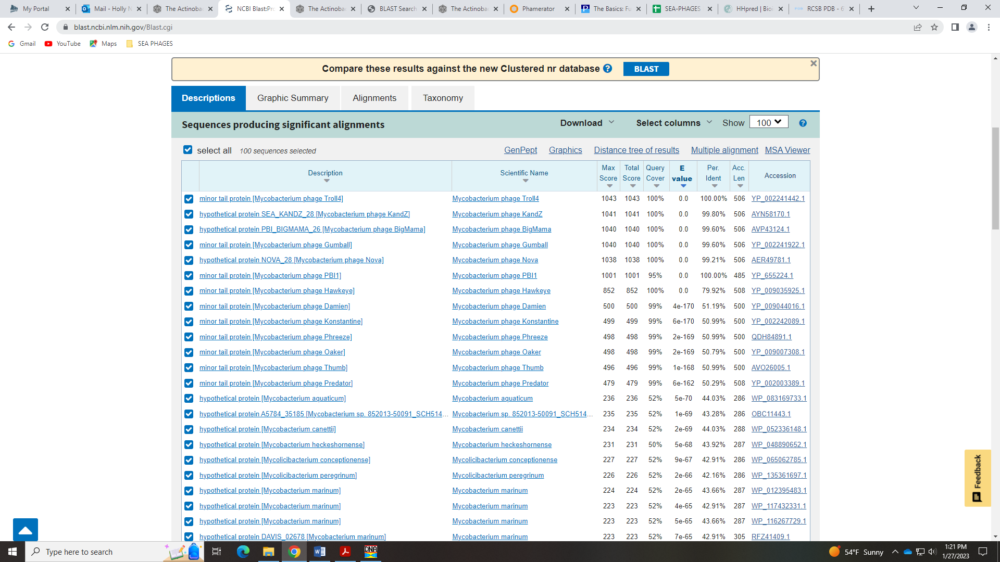 My Portal
Mail - Holly N
The Actinobac
NCBI Blast:Pro
The Actinobac
BLAST Search
The Actinobac
Phamerator
The Basics: Fu
SEA-PHAGES
HHpred | Bioi
RCSB PDB - 6
blast.ncbi.nlm.nih.gov/Blast.cgi
Gmail YouTube Maps SEA PHAGES
Compare these results against the new Clustered nr database BLAST
Descriptions Graphic Summary Alignments Taxonomy
Sequences producing significant alignments Download Select columns Show 100
select all 100 sequences selected GenPept Graphics Distance tree of results Multiple alignment MSA Viewer
Description Scientific Name Max Score Total Score Query Cover E value Per. Ident Acc. Len Accession
minor tail protein [Mycobacterium phage Troll4] Mycobacterium phage Troll4 1043 1043 100% 0.0 100.00% 506 YP_002241442.1
hypothetical protein SEA_KANDZ_28 [Mycobacterium phage KandZ] Mycobacterium phage KandZ 1041 1041 100% 0.0 99.80% 506 AYN58170.1
hypothetical protein PBI_BIGMAMA_26 [Mycobacterium phage BigMama] Mycobacterium phage BigMama 1040 1040 100% 0.0 99.60% 506 AVP43124.1
minor tail protein [Mycobacterium phage Gumball] Mycobacterium phage Gumball 1040 1040 100% 0.0 99.60% 506 YP_002241922.1
hypothetical protein NOVA_28 [Mycobacterium phage Nova] Mycobacterium phage Nova 1038 1038 100% 0.0 99.21% 506 AER49781.1
minor tail protein [Mycobacterium phage PBI1] Mycobacterium phage PBI1 1001 1001 95% 0.0 100.00% 485 YP_655224.1
minor tail protein [Mycobacterium phage Hawkeye] Mycobacterium phage Hawkeye 852 852 100% 0.0 79.92% 508 YP_009035925.1
minor tail protein [Mycobacterium phage Damien] Mycobacterium phage Damien 500 500 99% 4e-170 51.19% 500 YP_009044016.1
minor tail protein [Mycobacterium phage Konstantine] Mycobacterium phage Konstantine 499 499 99% 6e-170 50.99% 500 YP_002242089.1
minor tail protein [Mycobacterium phage Phreeze] Mycobacterium phage Phreeze 498 498 99% 2e-169 50.99% 500 QDH84891.1
minor tail protein [Mycobacterium phage Oaker] Mycobacterium phage Oaker 498 498 99% 2e-169 50.79% 500 YP_009007308.1
minor tail protein [Mycobacterium phage Thumb] Mycobacterium phage Thumb 496 496 99% 1e-168 50.99% 500 AVO26005.1
minor tail protein [Mycobacterium phage Predator] Mycobacterium phage Predator 479 479 99% 6e-162 50.29% 508 YP_002003389.1
hypothetical protein [Mycobacterium aquaticum] Mycobacterium aquaticum 236 236 52% 5e-70 44.03% 286 WP_083169733.1
hypothetical protein A5784_35185 [Mycobacterium sp. 852013-50091_SCH514... Mycobacterium sp. 852013-50091_SCH514... 235 235 52% 1e-69 43.28% 286 OBC11443.1
hypothetical protein [Mycobacterium canettii] Mycobacterium canettii 234 234 52% 2e-69 44.03% 288 WP_052336148.1
hypothetical protein [Mycobacterium heckeshornense] Mycobacterium heckeshornense 231 231 50% 5e-68 43.92% 287 WP_048890652.1
hypothetical protein [Mycolicibacterium conceptionense] Mycolicibacterium conceptionense 227 227 52% 9e-67 42.91% 286 WP_065062785.1
hypothetical protein [Mycolicibacterium peregrinum] Mycolicibacterium peregrinum 226 226 52% 2e-66 42.16% 286 WP_135361697.1
hypothetical protein [Mycobacterium marinum] Mycobacterium marinum 224 224 52% 2e-65 43.66% 287 WP_012395483.1
hypothetical protein [Mycobacterium marinum] Mycobacterium marinum 223 223 52% 4e-65 42.91% 287 WP_117432331.1
hypothetical protein [Mycobacterium marinum] Mycobacterium marinum 223 223 52% 5e-65 43.66% 287 WP_116267729.1
hypothetical protein DAVIS_02678 [Mycobacterium marinum] Mycobacterium marinum 223 223 52% 7e-65 42.91% 305 RFZ41409.1
Feedback
Type here to search
DNA
54°F Sunny
1:21 PM
1/27/2023